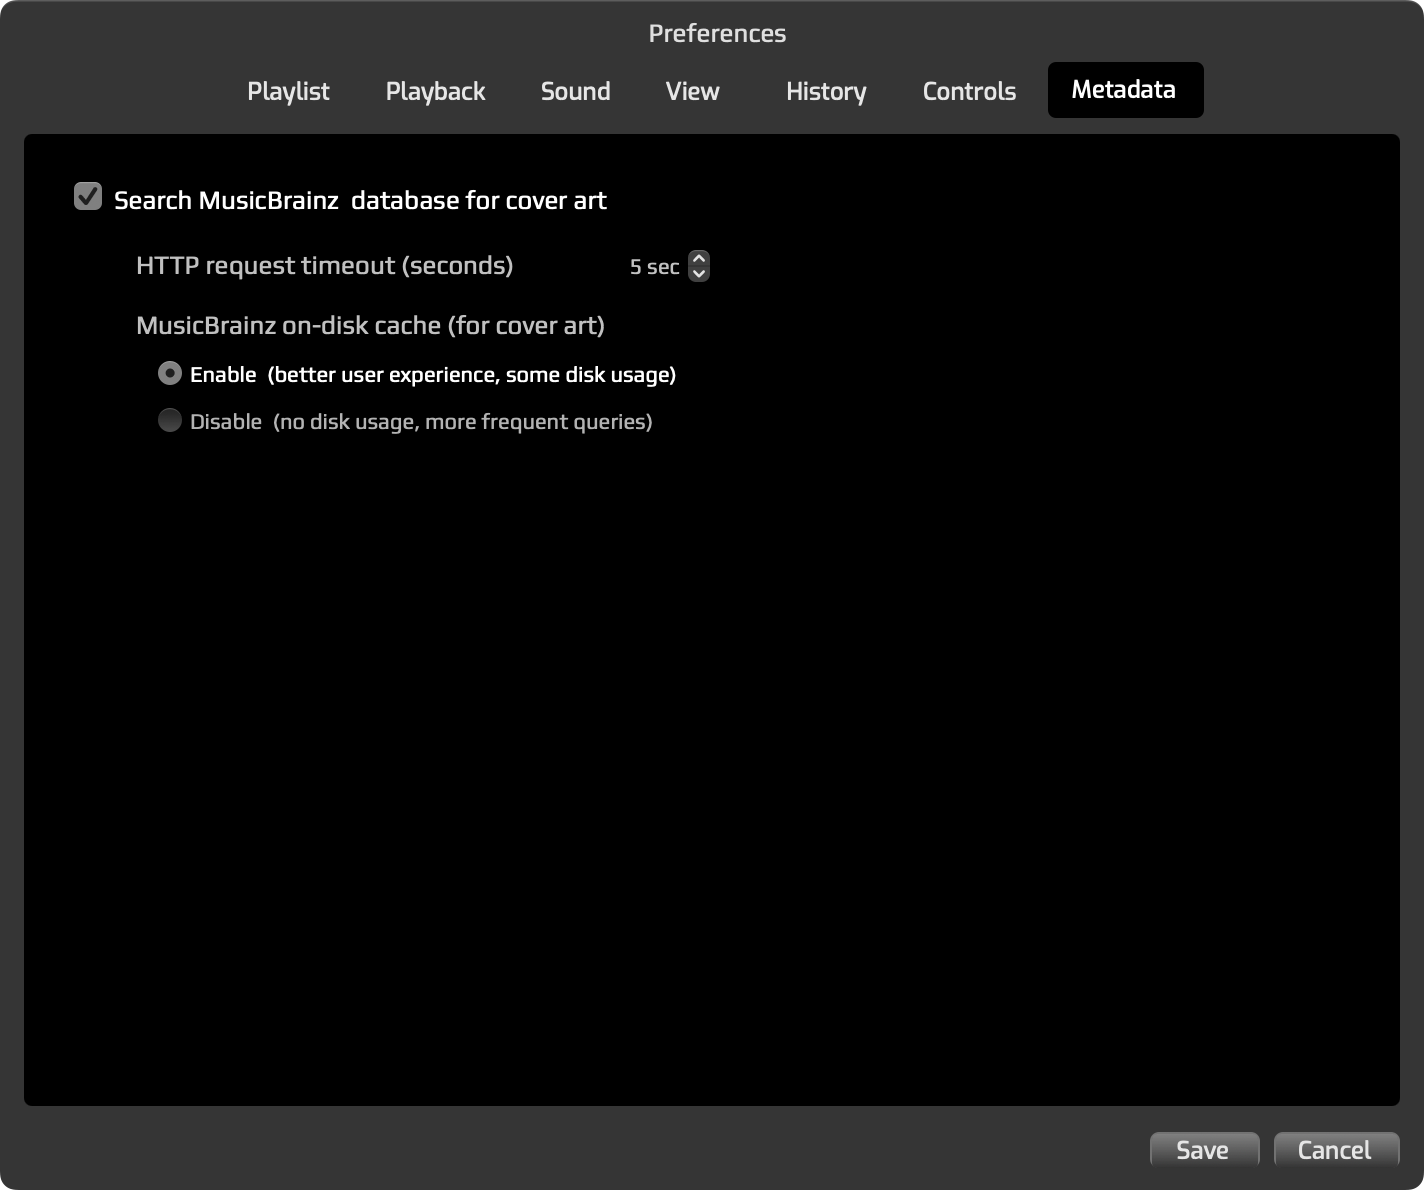 Preferences
Playlist Playback Sound View History Controls Metadata
Search MusicBrainz database for cover art
HTTP request timeout (seconds) 5 sec
MusicBrainz on-disk cache (for cover art)
Enable (better user experience, some disk usage)
Disable (no disk usage, more frequent queries)
Save Cancel